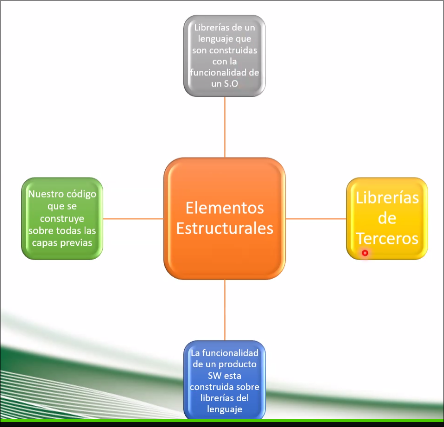 Librerías de un
lenguaje que
son construidas
con la
funcionalidad de
un S.O
Nuestro código
que se
construye
sobre todas las
capas previas
Elementos
Estructurales
Librerías
de
Terceros
La funcionalidad
de un producto
SW esta
construida sobre
librerías del
lenguaje